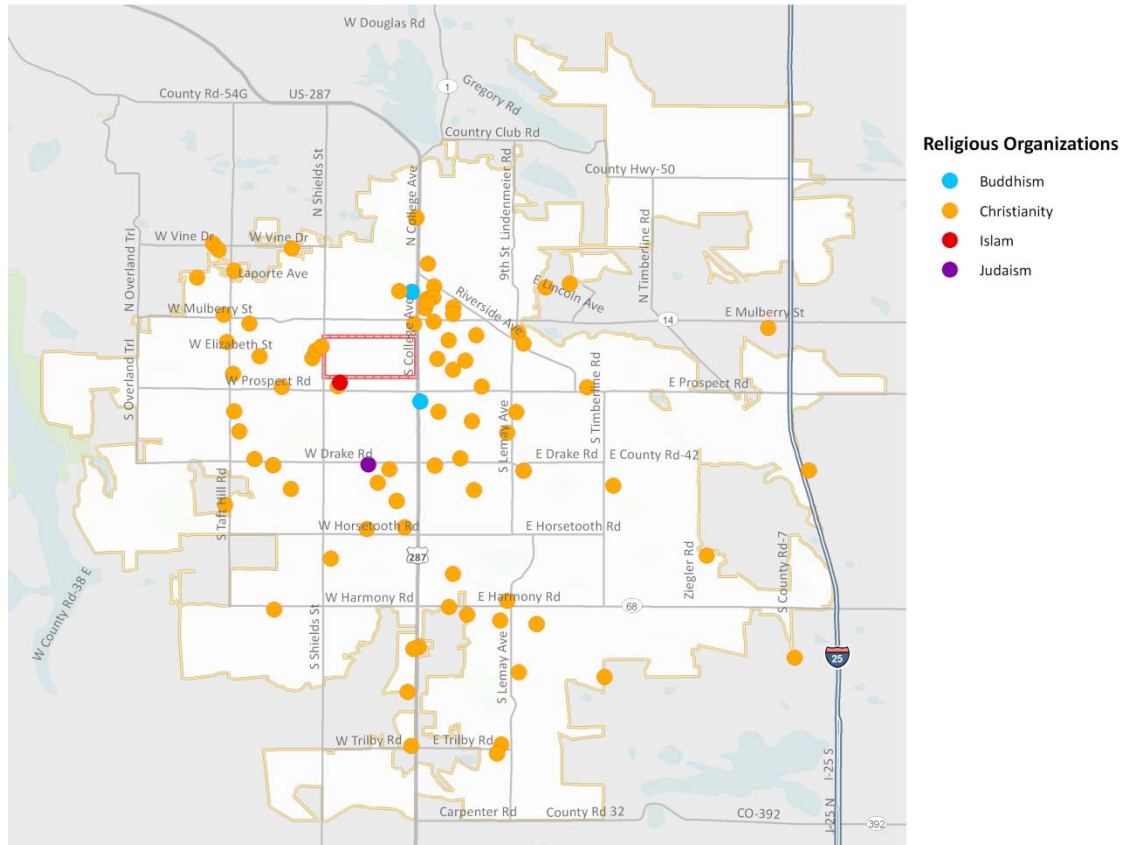 W Douglas Rd
1
Gregory Rd
County Rd-54G
US-287
Country Club Rd
County Hwy-50
N Shields St
N College Ave
9th St Lindenmeier Rd
N Timberline Rd
N Overland Trl
W Vine Dr
W Vine Dr
Laporte Ave
Riverside Ave
E Lincoln Ave
W Mulberry St
14
E Mulberry St
S College Ave
W Elizabeth St
S Overland Trl
W Prospect Rd
E Prospect Rd
S Timberline Rd
S Lemay Ave
W Drake Rd
E Drake Rd
E County Rd-42
S Taft Hill Rd
W Horsetooth Rd
E Horsetooth Rd
287
Ziegler Rd
S County Rd-7
W County Rd-38 E
W Harmony Rd
E Harmony Rd
68
S Shields St
S Lemay Ave
25
W Trilby Rd
E Trilby Rd
I-25 S
I-25 N
Carpenter Rd
County Rd 32
CO-392
392
Religious Organizations
Buddhism
Christianity
Islam
Judaism